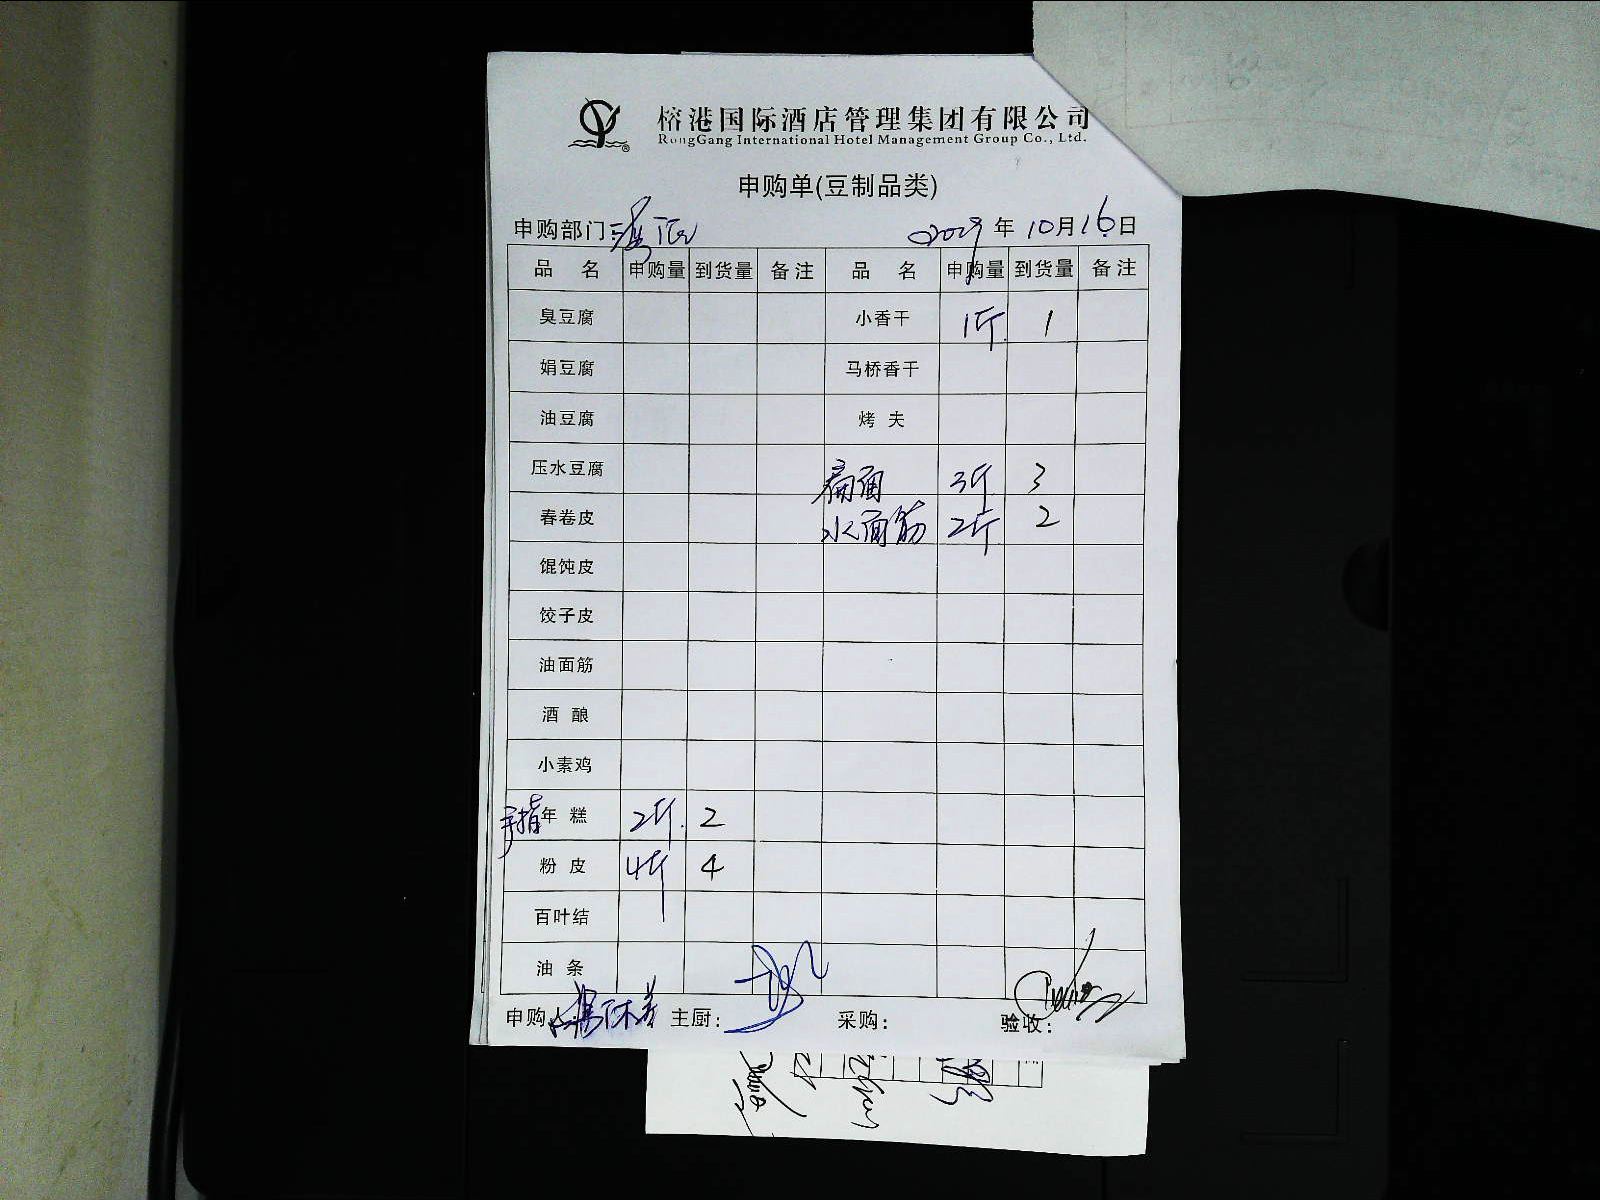 榕港国际酒店管理集团有限公司
RongGang International Hotel Management Group Co., Ltd.
申购单(豆制品类)
申购部门: 年 10月16日
品 名 申购量 到货量 备注 品 名 申购量 到货量 备注
臭豆腐 小香干 1斤 1
娟豆腐 马桥香干
油豆腐 烤 夫
压水豆腐 3斤 3
春卷皮 水面筋 2斤 2
馄饨皮
饺子皮
油面筋
酒 酿
小素鸡
手指年 糕 2斤 2
粉 皮 4斤 4
百叶结
油 条
申购人: 主厨: 采购: 验收: